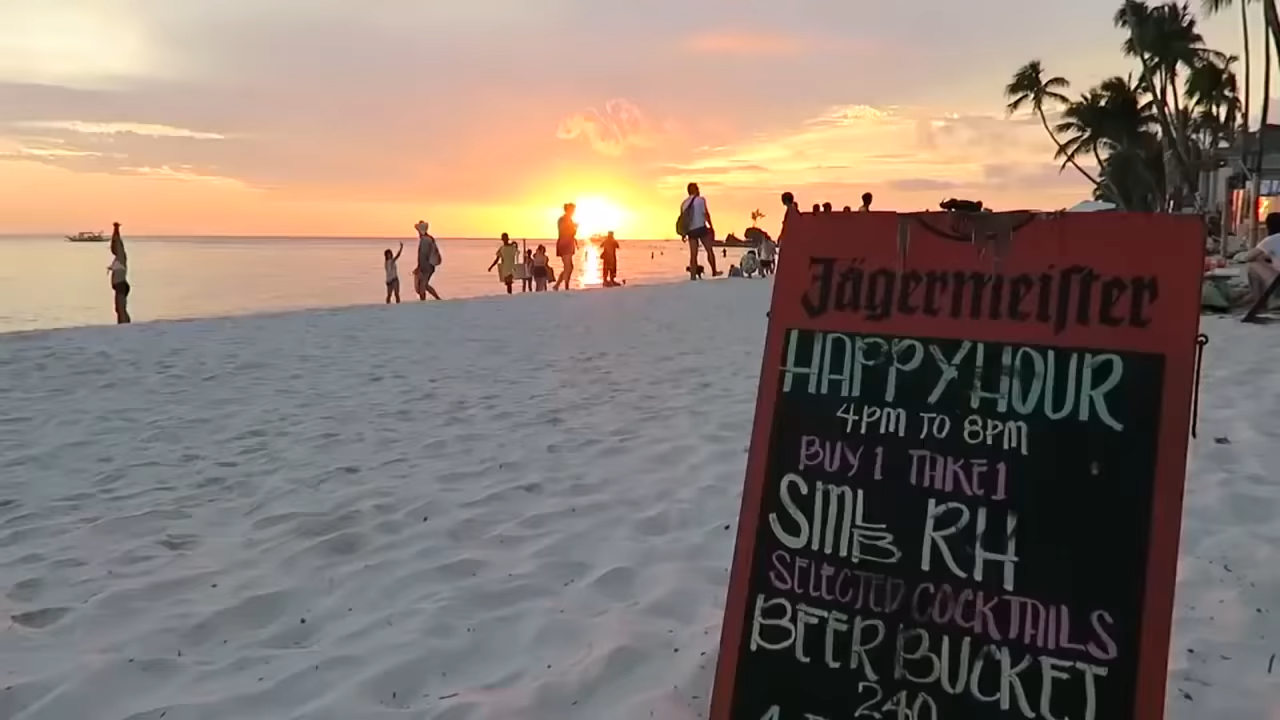 Jägermeister
HAPPY HOUR
4PM TO 8PM
BUY 1 TAKE 1
SMLB RH
SELECTED COCKTAILS
BEER BUCKET
240